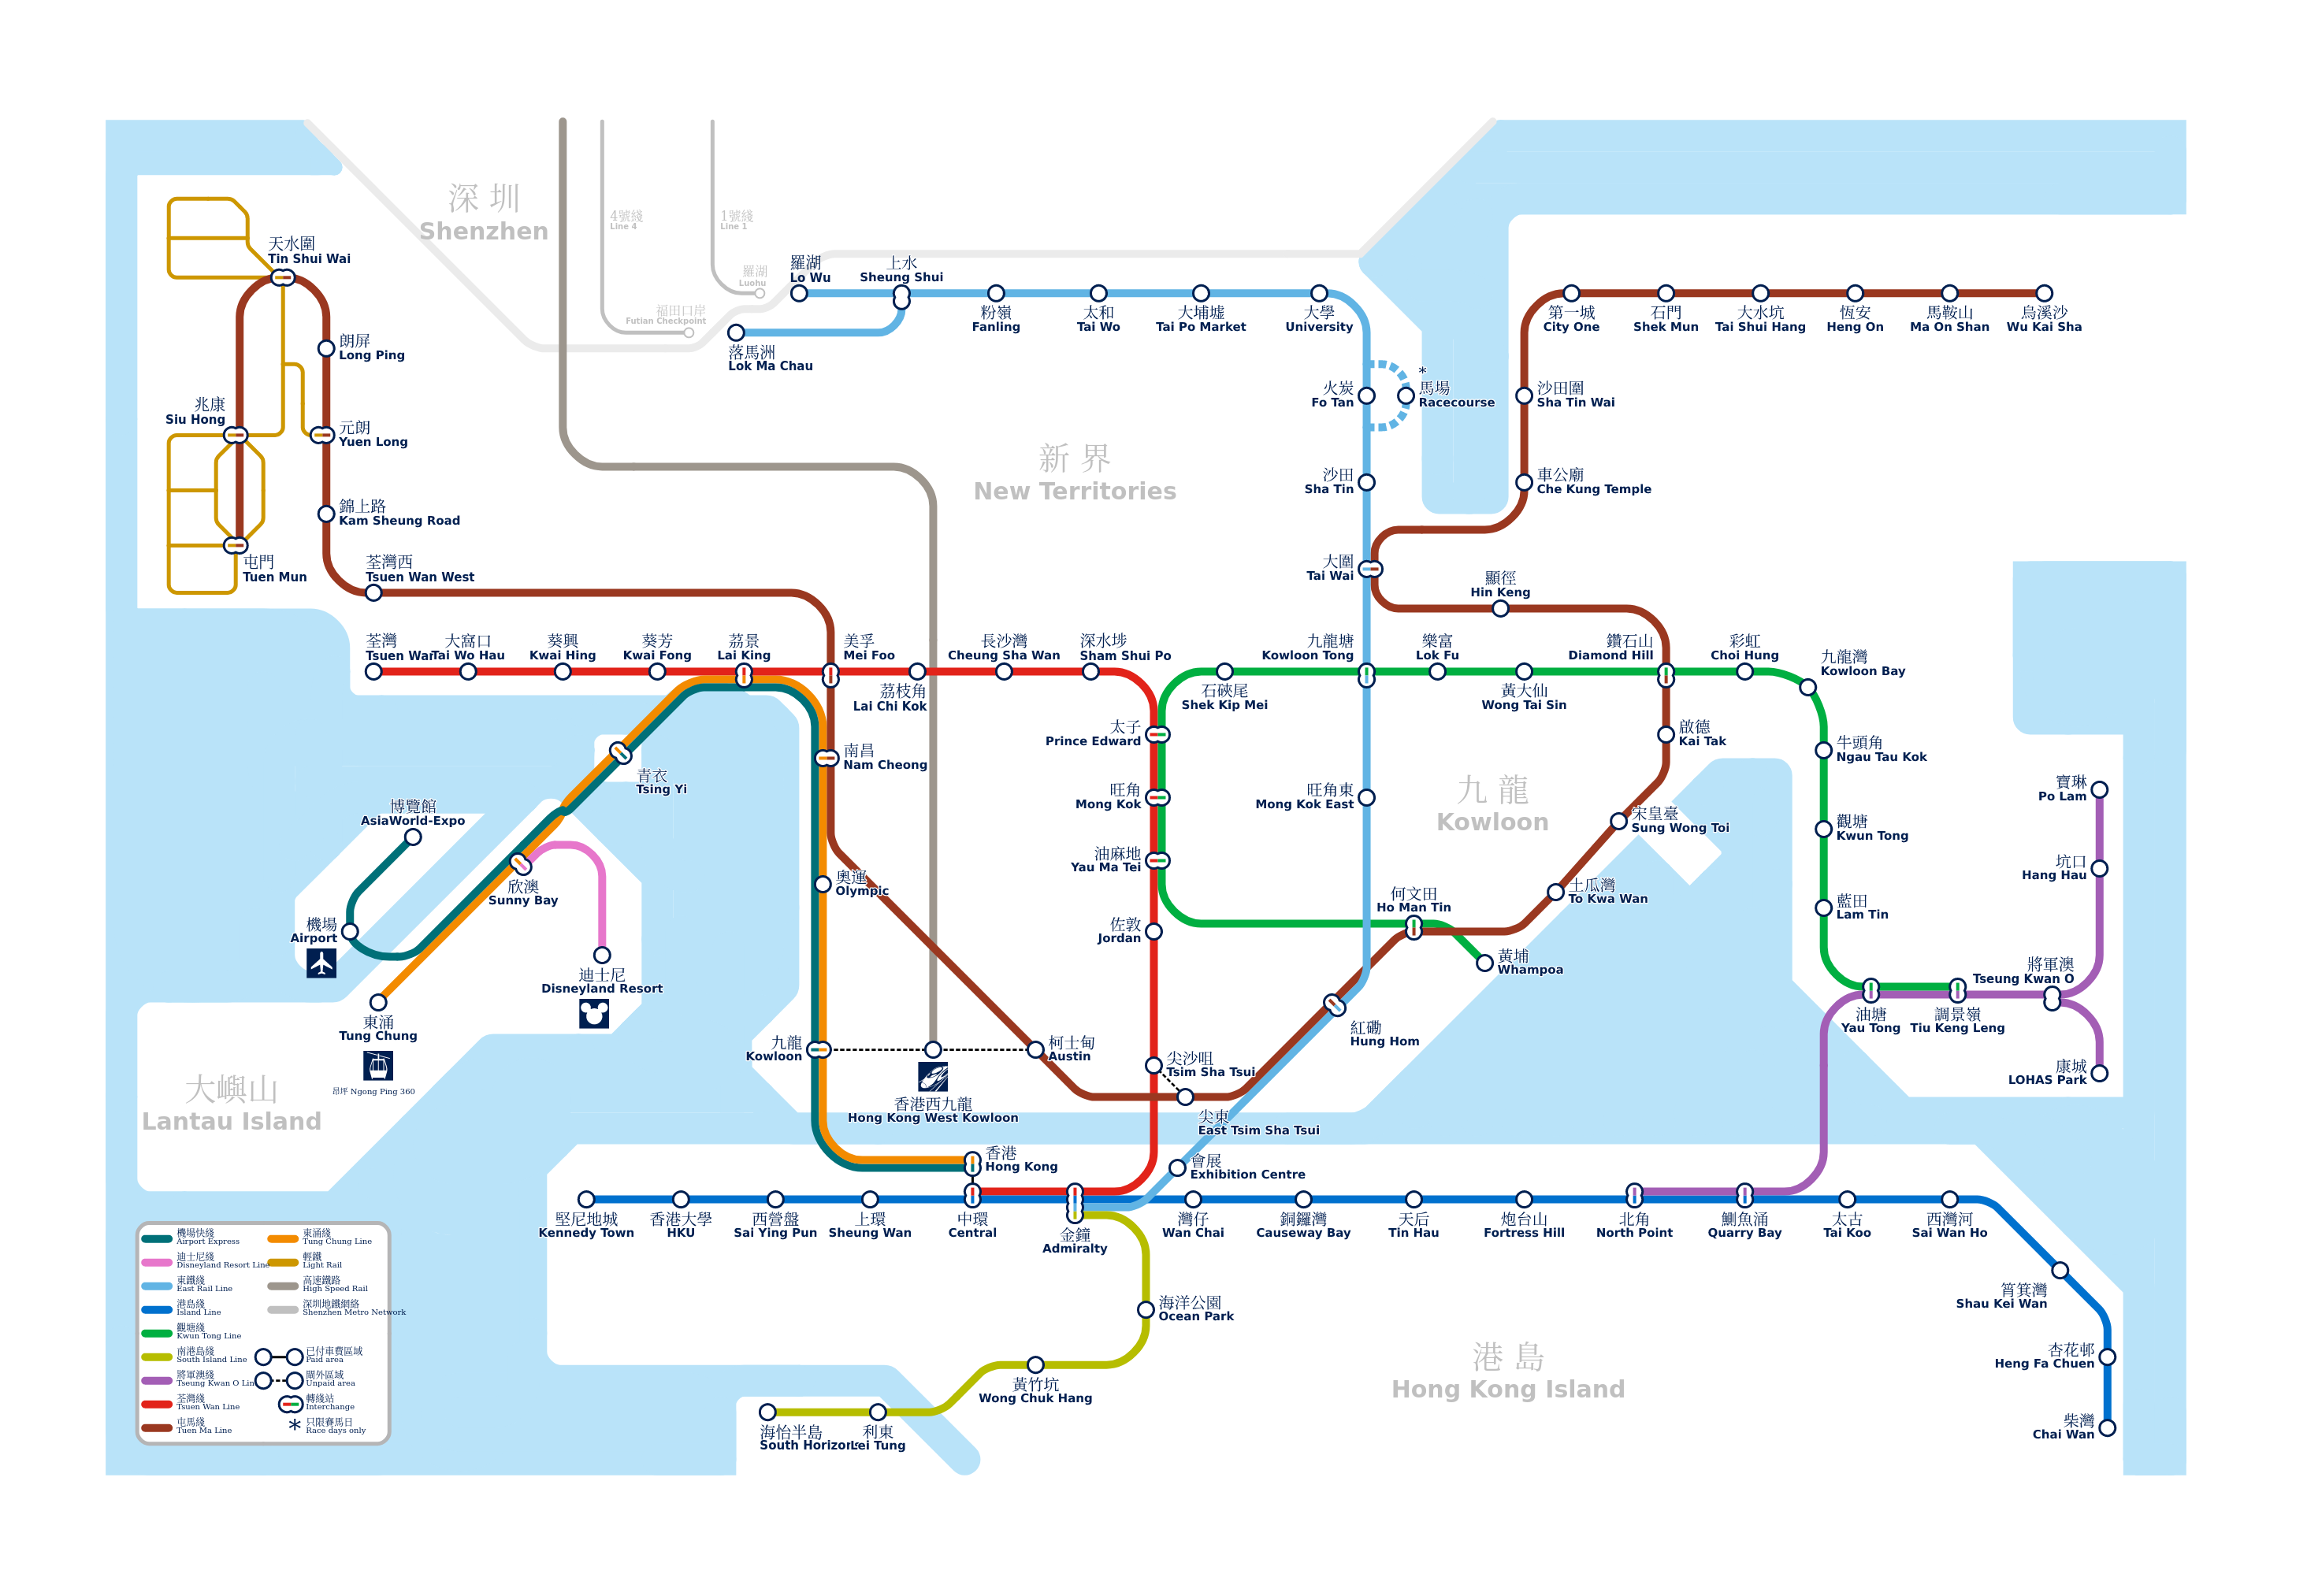 深 圳
Shenzhen
4號綫
Line 4
1號綫
Line 1
羅湖
Luohu
福田口岸
Futian Checkpoint
羅湖
Lo Wu
上水
Sheung Shui
落馬洲
Lok Ma Chau
粉嶺
Fanling
太和
Tai Wo
大埔墟
Tai Po Market
大學
University
第一城
City One
石門
Shek Mun
大水坑
Tai Shui Hang
恆安
Heng On
馬鞍山
Ma On Shan
烏溪沙
Wu Kai Sha
天水圍
Tin Shui Wai
朗屏
Long Ping
兆康
Siu Hong
元朗
Yuen Long
錦上路
Kam Sheung Road
屯門
Tuen Mun
荃灣西
Tsuen Wan West
火炭
Fo Tan
*
馬場
Racecourse
沙田圍
Sha Tin Wai
沙田
Sha Tin
車公廟
Che Kung Temple
新 界
New Territories
大圍
Tai Wai
顯徑
Hin Keng
荃灣
Tsuen Wan
大窩口
Tai Wo Hau
葵興
Kwai Hing
葵芳
Kwai Fong
荔景
Lai King
美孚
Mei Foo
荔枝角
Lai Chi Kok
長沙灣
Cheung Sha Wan
深水埗
Sham Shui Po
石硤尾
Shek Kip Mei
九龍塘
Kowloon Tong
樂富
Lok Fu
黃大仙
Wong Tai Sin
鑽石山
Diamond Hill
彩虹
Choi Hung
九龍灣
Kowloon Bay
太子
Prince Edward
啟德
Kai Tak
牛頭角
Ngau Tau Kok
青衣
Tsing Yi
南昌
Nam Cheong
旺角
Mong Kok
旺角東
Mong Kok East
九 龍
Kowloon
宋皇臺
Sung Wong Toi
觀塘
Kwun Tong
寶琳
Po Lam
博覽館
AsiaWorld-Expo
欣澳
Sunny Bay
奧運
Olympic
油麻地
Yau Ma Tei
何文田
Ho Man Tin
土瓜灣
To Kwa Wan
藍田
Lam Tin
坑口
Hang Hau
機場
Airport
佐敦
Jordan
黃埔
Whampoa
迪士尼
Disneyland Resort
將軍澳
Tseung Kwan O
油塘
Yau Tong
調景嶺
Tiu Keng Leng
康城
LOHAS Park
東涌
Tung Chung
昂坪 Ngong Ping 360
大嶼山
Lantau Island
九龍
Kowloon
香港西九龍
Hong Kong West Kowloon
柯士甸
Austin
尖沙咀
Tsim Sha Tsui
尖東
East Tsim Sha Tsui
紅磡
Hung Hom
香港
Hong Kong
會展
Exhibition Centre
堅尼地城
Kennedy Town
香港大學
HKU
西營盤
Sai Ying Pun
上環
Sheung Wan
中環
Central
金鐘
Admiralty
灣仔
Wan Chai
銅鑼灣
Causeway Bay
天后
Tin Hau
炮台山
Fortress Hill
北角
North Point
鰂魚涌
Quarry Bay
太古
Tai Koo
西灣河
Sai Wan Ho
筲箕灣
Shau Kei Wan
杏花邨
Heng Fa Chuen
柴灣
Chai Wan
海洋公園
Ocean Park
黃竹坑
Wong Chuk Hang
海怡半島
South Horizons
利東
Lei Tung
港 島
Hong Kong Island
機場快綫
Airport Express
迪士尼綫
Disneyland Resort Line
東鐵綫
East Rail Line
港島綫
Island Line
觀塘綫
Kwun Tong Line
南港島綫
South Island Line
將軍澳綫
Tseung Kwan O Line
荃灣綫
Tsuen Wan Line
屯馬綫
Tuen Ma Line
東涌綫
Tung Chung Line
輕鐵
Light Rail
高速鐵路
High Speed Rail
深圳地鐵網絡
Shenzhen Metro Network
已付車費區域
Paid area
閘外區域
Unpaid area
轉綫站
Interchange
* 只限賽馬日
Race days only